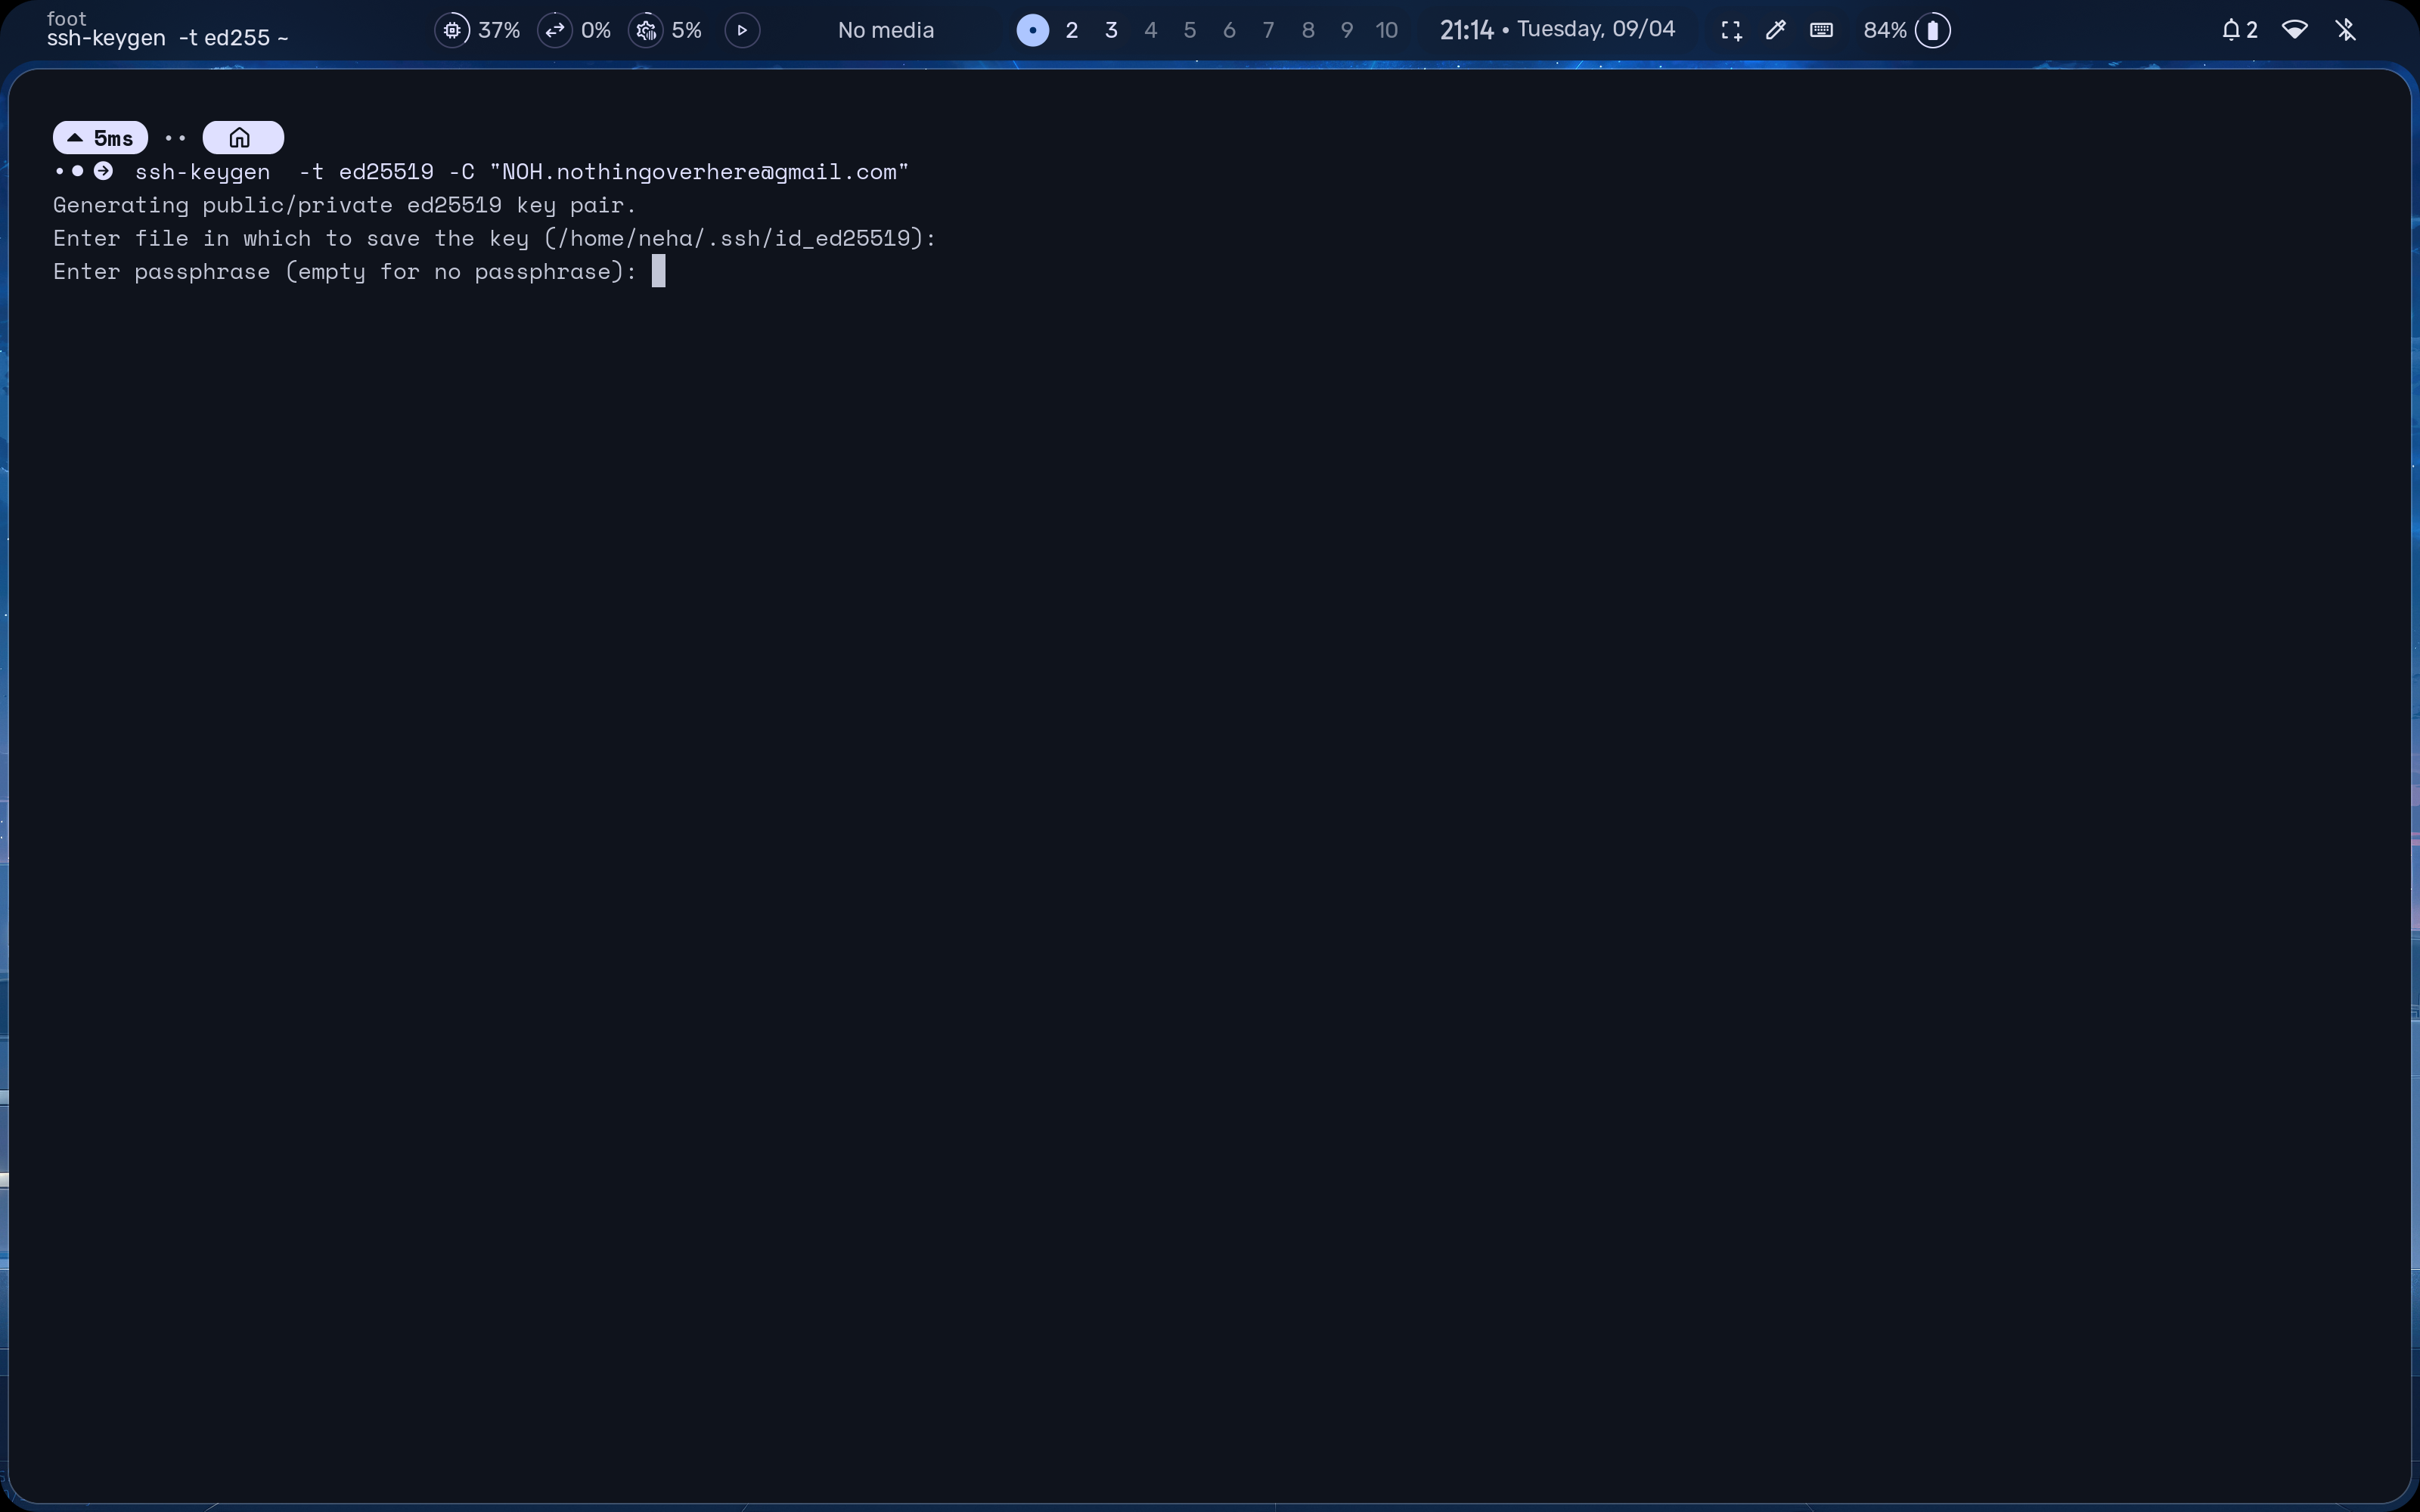 foot
ssh-keygen  -t ed255 ~
37% 0% 5% No media 2 3 4 5 6 7 8 9 10 21:14 • Tuesday, 09/04 84% 2
5ms
ssh-keygen  -t ed25519 -C "NOH.nothingoverhere@gmail.com"
Generating public/private ed25519 key pair.
Enter file in which to save the key (/home/neha/.ssh/id_ed25519):
Enter passphrase (empty for no passphrase):